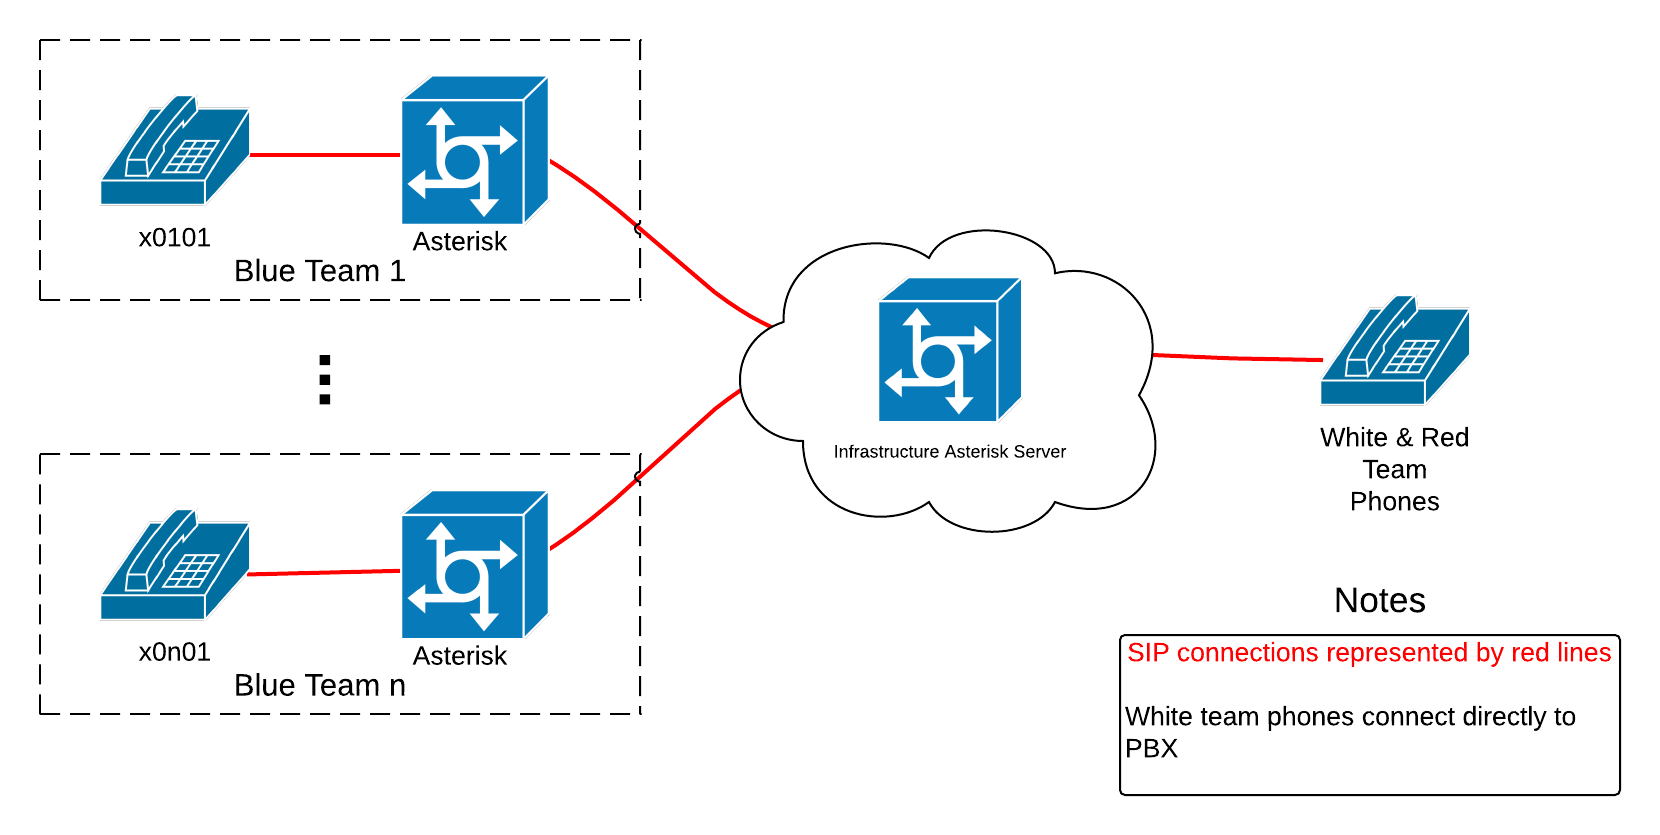 x0101
Asterisk
Blue Team 1
Infrastructure Asterisk Server
White & Red
Team
Phones
x0n01
Asterisk
Blue Team n
Notes
SIP connections represented by red lines
White team phones connect directly to
PBX